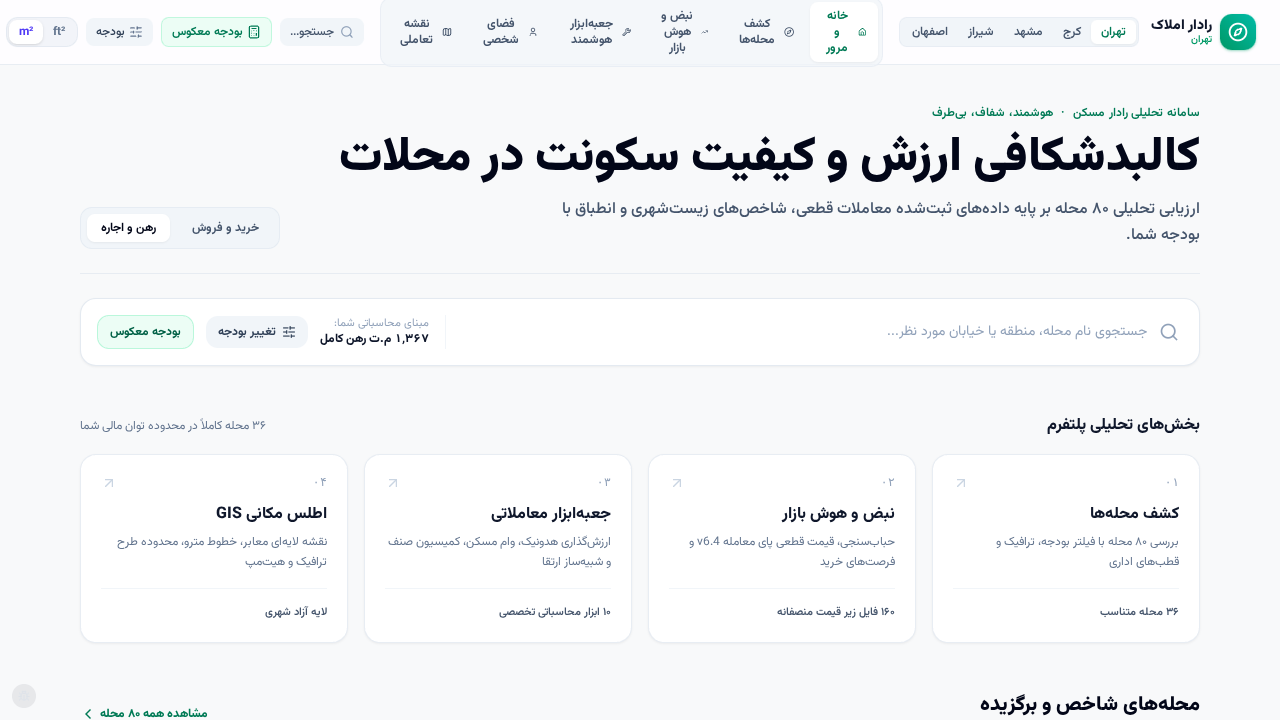 رادار املاک
تهران
تهران
کرج
مشهد
شیراز
اصفهان
خانه
و
مرور
کشف
محله‌ها
نبض و
هوش
بازار
جعبه‌ابزار
هوشمند
فضای
شخصی
نقشه
تعاملی
جستجو...
بودجه معکوس
بودجه
ft²
m²
سامانه تحلیلی رادار مسکن · هوشمند، شفاف، بی‌طرف
کالبدشکافی ارزش و کیفیت سکونت در محلات
ارزیابی تحلیلی ۸۰ محله بر پایه داده‌های ثبت‌شده معاملات قطعی، شاخص‌های زیست‌شهری و انطباق با
بودجه شما.
خرید و فروش
رهن و اجاره
جستجوی نام محله، منطقه یا خیابان مورد نظر...
مبنای محاسباتی شما:
۱,۳۶۷ م.ت رهن کامل
تغییر بودجه
بودجه معکوس
بخش‌های تحلیلی پلتفرم
۳۶ محله کاملاً در محدوده توان مالی شما
۰۱
کشف محله‌ها
بررسی ۸۰ محله با فیلتر بودجه، ترافیک و
قطب‌های اداری
۳۶ محله متناسب
۰۲
نبض و هوش بازار
حباب‌سنجی، قیمت قطعی پای معامله v6.4 و
فرصت‌های خرید
۱۶۰ فایل زیر قیمت منصفانه
۰۳
جعبه‌ابزار معاملاتی
ارزش‌گذاری هدونیک، وام مسکن، کمیسیون صنف
و شبیه‌ساز ارتقا
۱۰ ابزار محاسباتی تخصصی
۰۴
اطلس مکانی GIS
نقشه لایه‌ای معابر، خطوط مترو، محدوده طرح
ترافیک و هیت‌مپ
لایه آزاد شهری
محله‌های شاخص و برگزیده
مشاهده همه ۸۰ محله